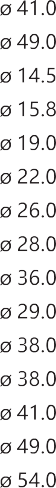 ø 41.0
ø 49.0
ø 14.5
ø 15.8
ø 19.0
ø 22.0
ø 26.0
ø 28.0
ø 36.0
ø 29.0
ø 38.0
ø 38.0
ø 41.0
ø 49.0
ø 54.0